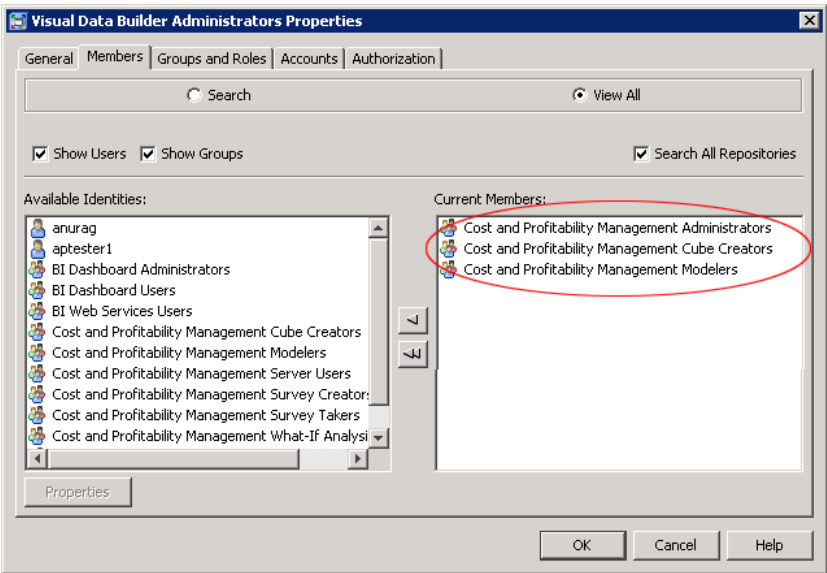 Visual Data Builder Administrators Properties
General Members Groups and Roles Accounts Authorization
Search View All
Show Users Show Groups Search All Repositories
Available Identities: Current Members:
anurag
aptester1
BI Dashboard Administrators
BI Dashboard Users
BI Web Services Users
Cost and Profitability Management Cube Creators
Cost and Profitability Management Modelers
Cost and Profitability Management Server Users
Cost and Profitability Management Survey Creator
Cost and Profitability Management Survey Takers
Cost and Profitability Management What-If Analysi
Cost and Profitability Management Administrators
Cost and Profitability Management Cube Creators
Cost and Profitability Management Modelers
Properties
OK Cancel Help